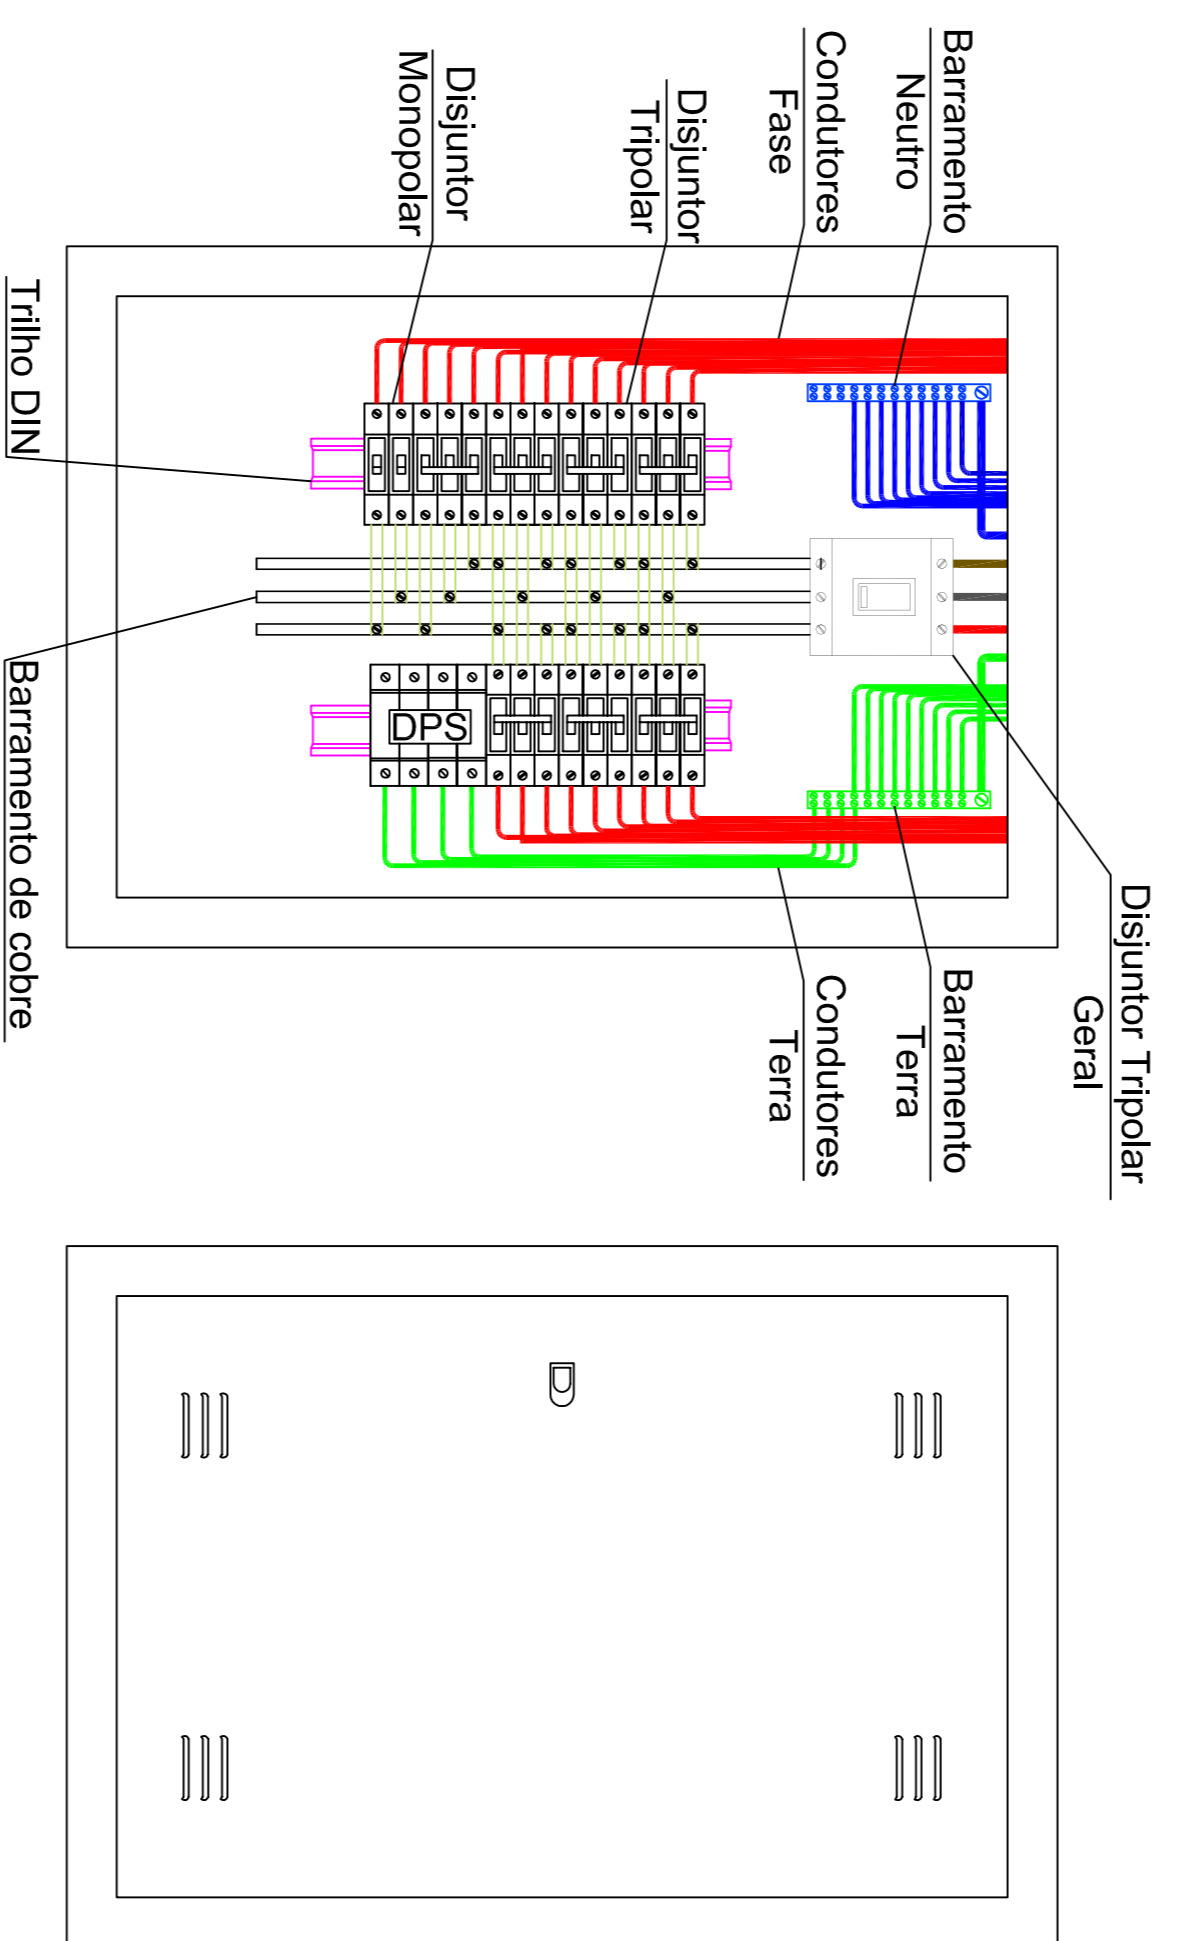 Barramento
Neutro
Condutores
Fase
Disjuntor
Tripolar
Disjuntor
Monopolar
Trilho DIN
Disjuntor Tripolar
Geral
Barramento
Terra
Condutores
Terra
Barramento de cobre
DPS